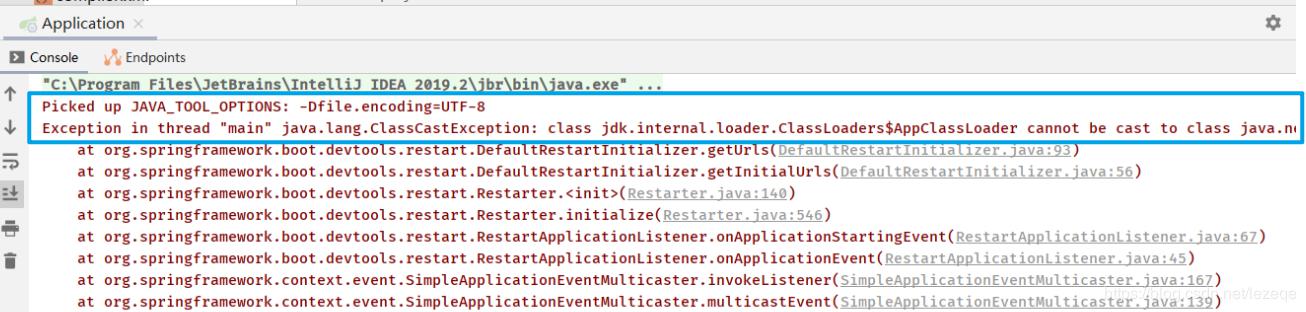 Application
Console Endpoints
"C:\Program Files\JetBrains\IntelliJ IDEA 2019.2\jbr\bin\java.exe" ...
Picked up JAVA_TOOL_OPTIONS: -Dfile.encoding=UTF-8
Exception in thread "main" java.lang.ClassCastException: class jdk.internal.loader.ClassLoaders$AppClassLoader cannot be cast to class java.ne
at org.springframework.boot.devtools.restart.DefaultRestartInitializer.getUrls(DefaultRestartInitializer.java:93)
at org.springframework.boot.devtools.restart.DefaultRestartInitializer.getInitialUrls(DefaultRestartInitializer.java:56)
at org.springframework.boot.devtools.restart.Restarter.<init>(Restarter.java:140)
at org.springframework.boot.devtools.restart.Restarter.initialize(Restarter.java:546)
at org.springframework.boot.devtools.restart.RestartApplicationListener.onApplicationStartingEvent(RestartApplicationListener.java:67)
at org.springframework.boot.devtools.restart.RestartApplicationListener.onApplicationEvent(RestartApplicationListener.java:45)
at org.springframework.context.event.SimpleApplicationEventMulticaster.invokeListener(SimpleApplicationEventMulticaster.java:167)
at org.springframework.context.event.SimpleApplicationEventMulticaster.multicastEvent(SimpleApplicationEventMulticaster.java:139)
https://blog.csdn.net/lezeqe